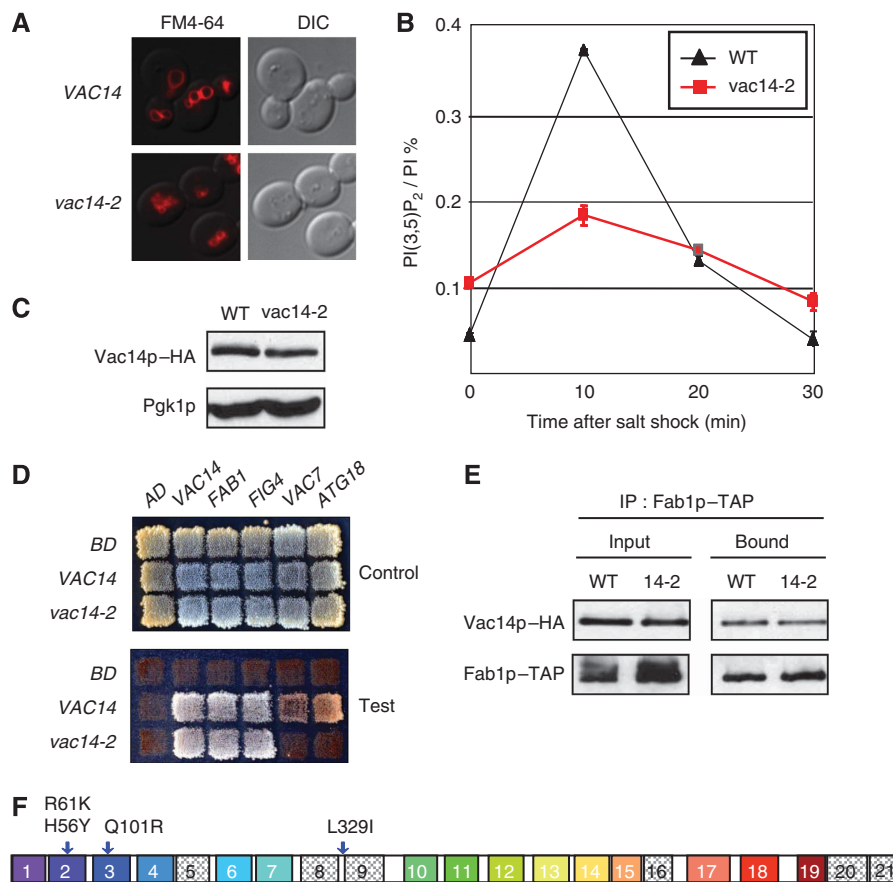 A
FM4-64 DIC
VAC14
vac14-2
B
0.4
0.3
0.2
0.1
PI(3,5)P₂ / PI %
WT
vac14-2
0 10 20 30
Time after salt shock (min)
C
WT vac14-2
Vac14p–HA
Pgk1p
D
AD VAC14 FAB1 FIG4 VAC7 ATG18
BD
VAC14
vac14-2
Control
BD
VAC14
vac14-2
Test
E
IP : Fab1p–TAP
Input Bound
WT 14-2 WT 14-2
Vac14p–HA
Fab1p–TAP
F
R61K
H56Y Q101R L329I
1 2 3 4 5 6 7 8 9 10 11 12 13 14 15 16 17 18 19 20 21